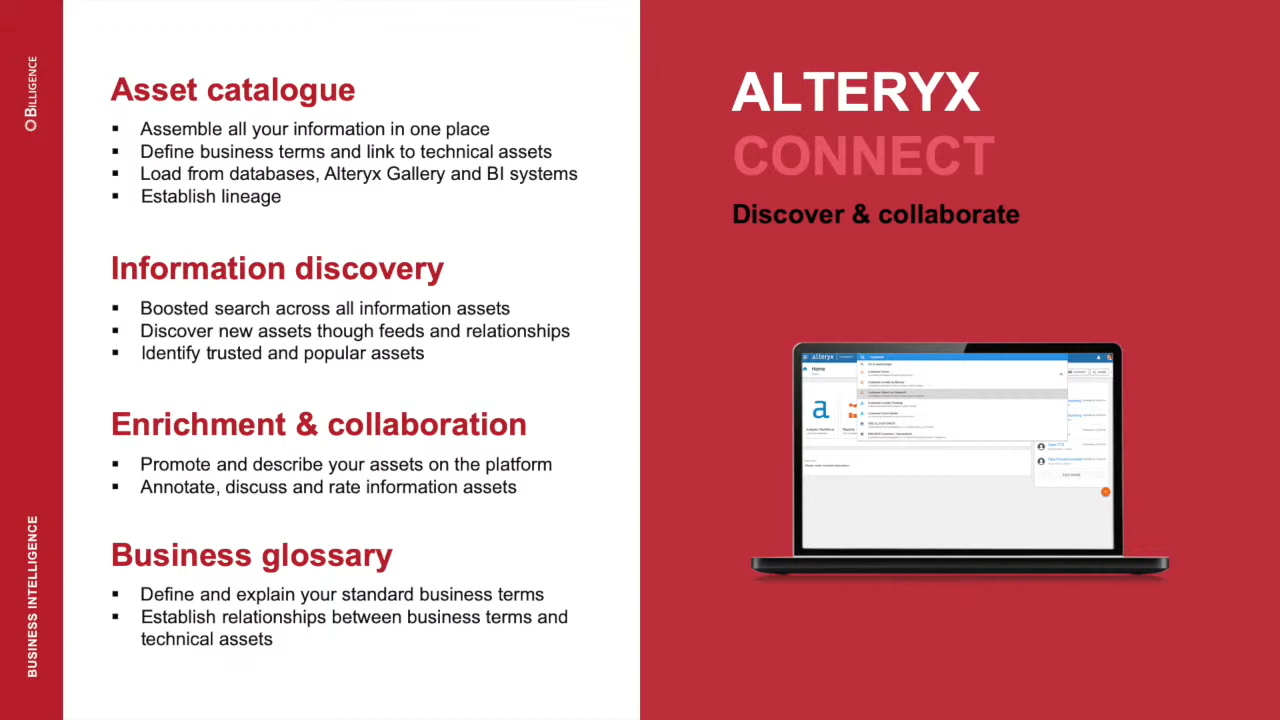 BILLIGENCE
BUSINESS INTELLIGENCE
Asset catalogue
▪ Assemble all your information in one place
▪ Define business terms and link to technical assets
▪ Load from databases, Alteryx Gallery and BI systems
▪ Establish lineage
Information discovery
▪ Boosted search across all information assets
▪ Discover new assets though feeds and relationships
▪ Identify trusted and popular assets
Enrichment & collaboration
▪ Promote and describe your assets on the platform
▪ Annotate, discuss and rate information assets
Business glossary
▪ Define and explain your standard business terms
▪ Establish relationships between business terms and
technical assets
ALTERYX
CONNECT
Discover & collaborate
alteryx
Home
a